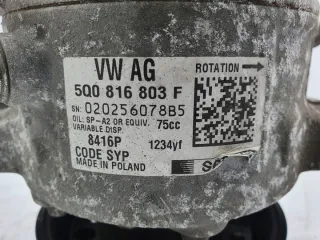 VW AG
ROTATION
5Q0 816 803 F
SN: 020256078B5
OIL: SP-A2 OR EQUIV. 75cc
VARIABLE DISP.
8416P 1234yf
CODE SYP
MADE IN POLAND